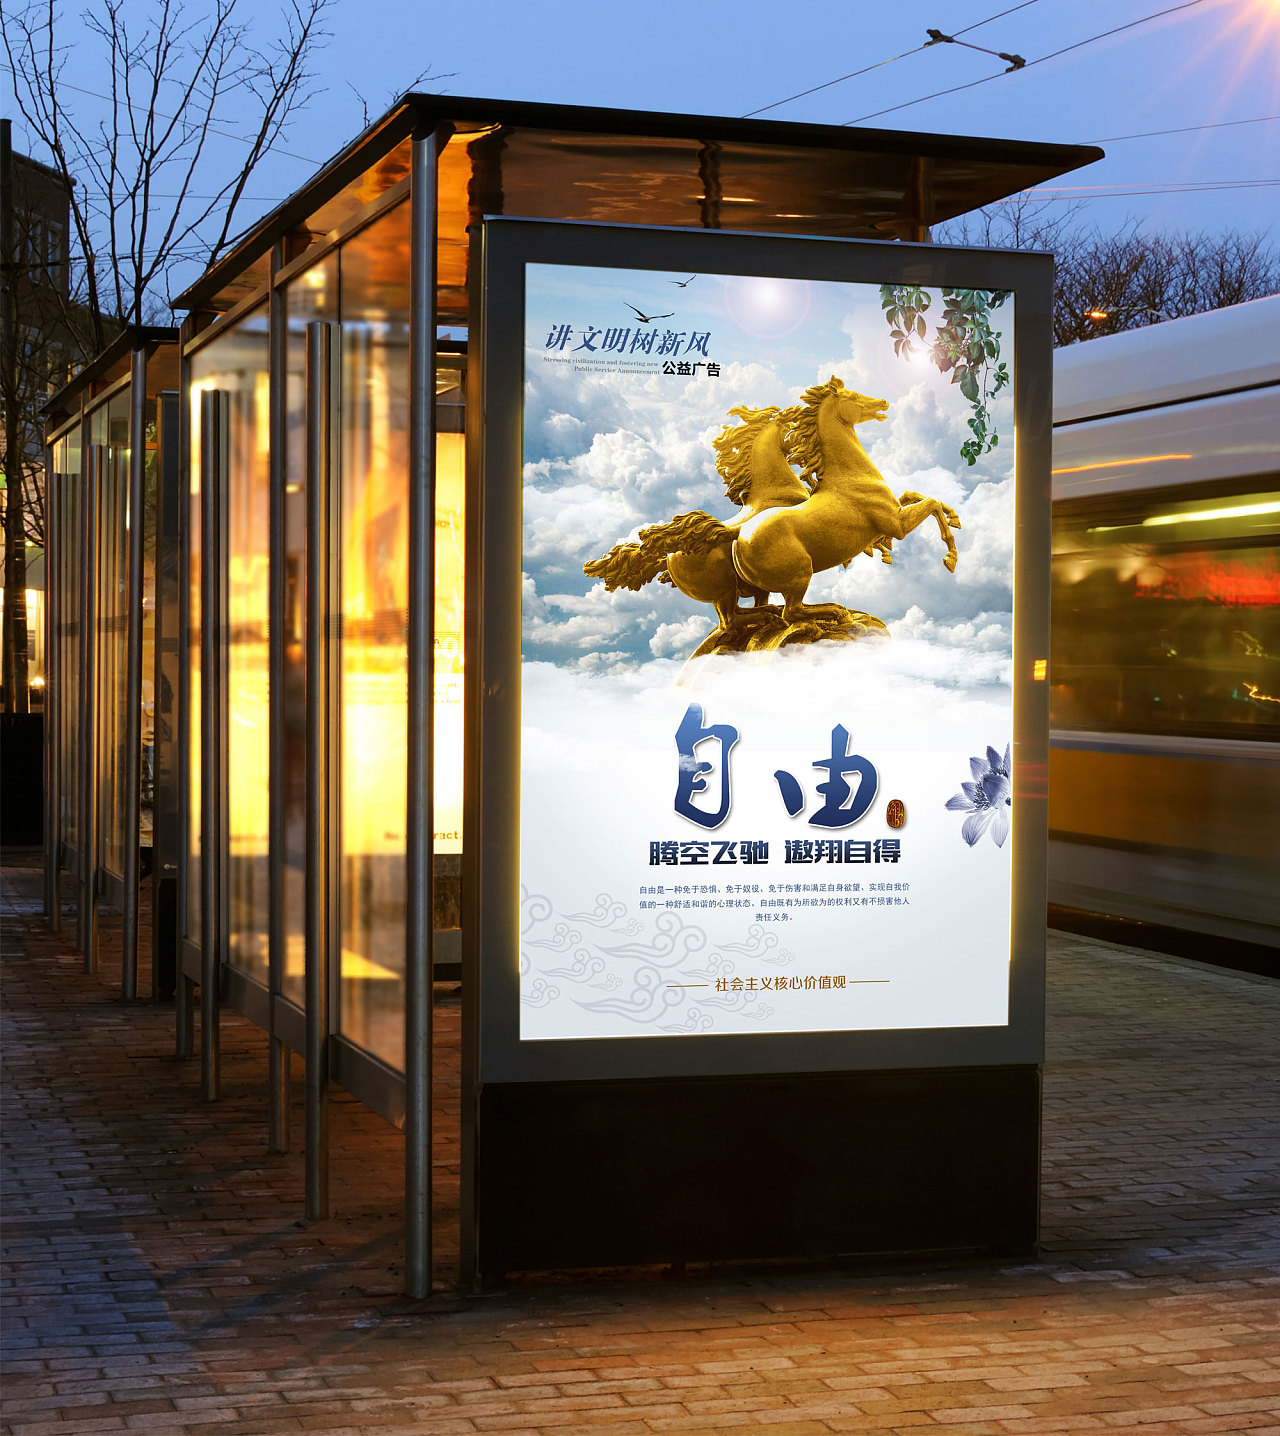 讲文明树新风
Stressing civilization and fostering new
Public Service Announcement 公益广告
自由
腾空飞驰 遨翔自得
自由是一种免于恐惧、免于奴役、免于伤害和满足自身欲望、实现自我价
值的一种舒适和谐的心理状态。自由既有为所欲为的权利又有不损害他人
责任义务。
社会主义核心价值观